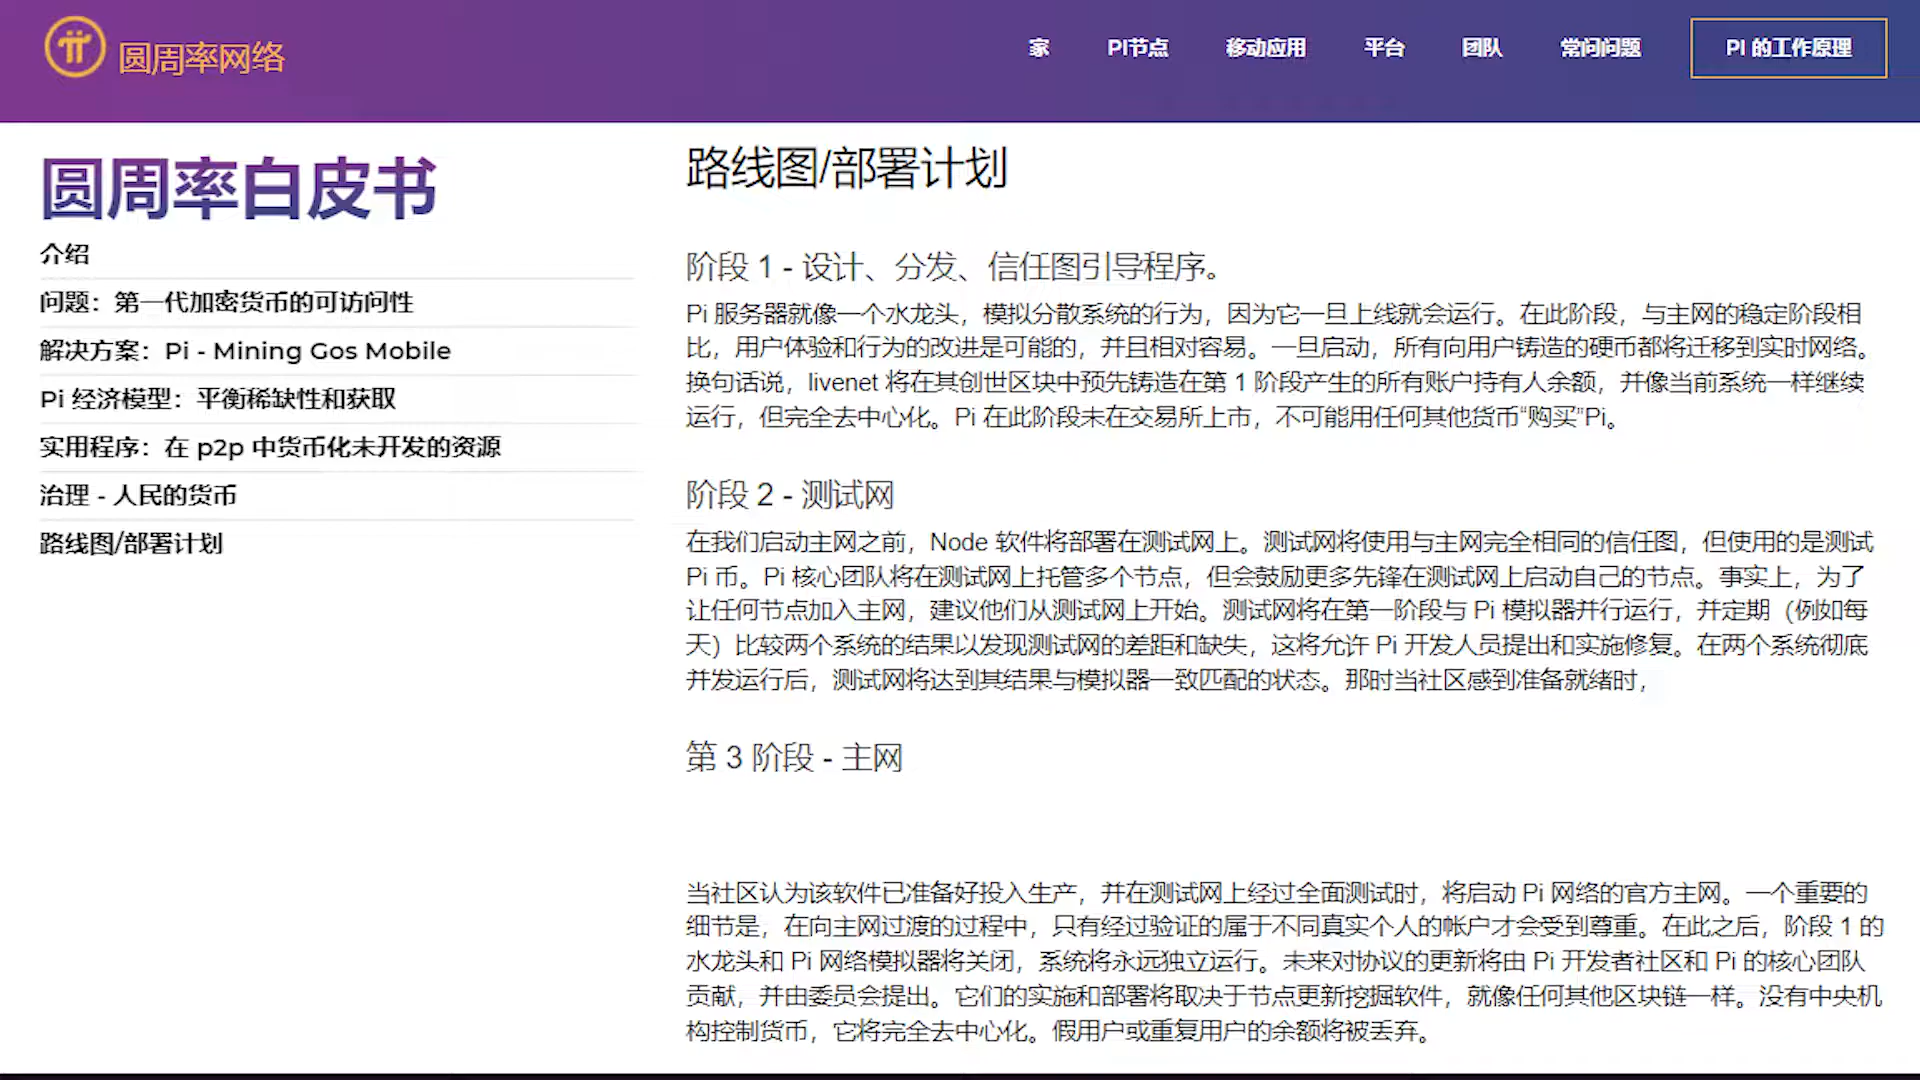 圆周率网络
家
PI节点
移动应用
平台
团队
常问问题
PI 的工作原理
圆周率白皮书
介绍
问题：第一代加密货币的可访问性
解决方案：Pi - Mining Gos Mobile
Pi 经济模型：平衡稀缺性和获取
实用程序：在 p2p 中货币化未开发的资源
治理 - 人民的货币
路线图/部署计划
路线图/部署计划
阶段 1 - 设计、分发、信任图引导程序。
Pi 服务器就像一个水龙头，模拟分散系统的行为，因为它一旦上线就会运行。在此阶段，与主网的稳定阶段相
比，用户体验和行为的改进是可能的，并且相对容易。一旦启动，所有向用户铸造的硬币都将迁移到实时网络。
换句话说，livenet 将在其创世区块中预先铸造在第 1 阶段产生的所有账户持有人余额，并像当前系统一样继续
运行，但完全去中心化。Pi 在此阶段未在交易所上市，不可能用任何其他货币“购买”Pi。
阶段 2 - 测试网
在我们启动主网之前，Node 软件将部署在测试网上。测试网将使用与主网完全相同的信任图，但使用的是测试
Pi 币。Pi 核心团队将在测试网上托管多个节点，但会鼓励更多先锋在测试网上启动自己的节点。事实上，为了
让任何节点加入主网，建议他们从测试网上开始。测试网将在第一阶段与 Pi 模拟器并行运行，并定期（例如每
天）比较两个系统的结果以发现测试网的差距和缺失，这将允许 Pi 开发人员提出和实施修复。在两个系统彻底
并发运行后，测试网将达到其结果与模拟器一致匹配的状态。那时当社区感到准备就绪时，
第 3 阶段 - 主网
当社区认为该软件已准备好投入生产，并在测试网上经过全面测试时，将启动 Pi 网络的官方主网。一个重要的
细节是，在向主网过渡的过程中，只有经过验证的属于不同真实个人的帐户才会受到尊重。在此之后，阶段 1 的
水龙头和 Pi 网络模拟器将关闭，系统将永远独立运行。未来对协议的更新将由 Pi 开发者社区和 Pi 的核心团队
贡献，并由委员会提出。它们的实施和部署将取决于节点更新挖掘软件，就像任何其他区块链一样。没有中央机
构控制货币，它将完全去中心化。假用户或重复用户的余额将被丢弃。